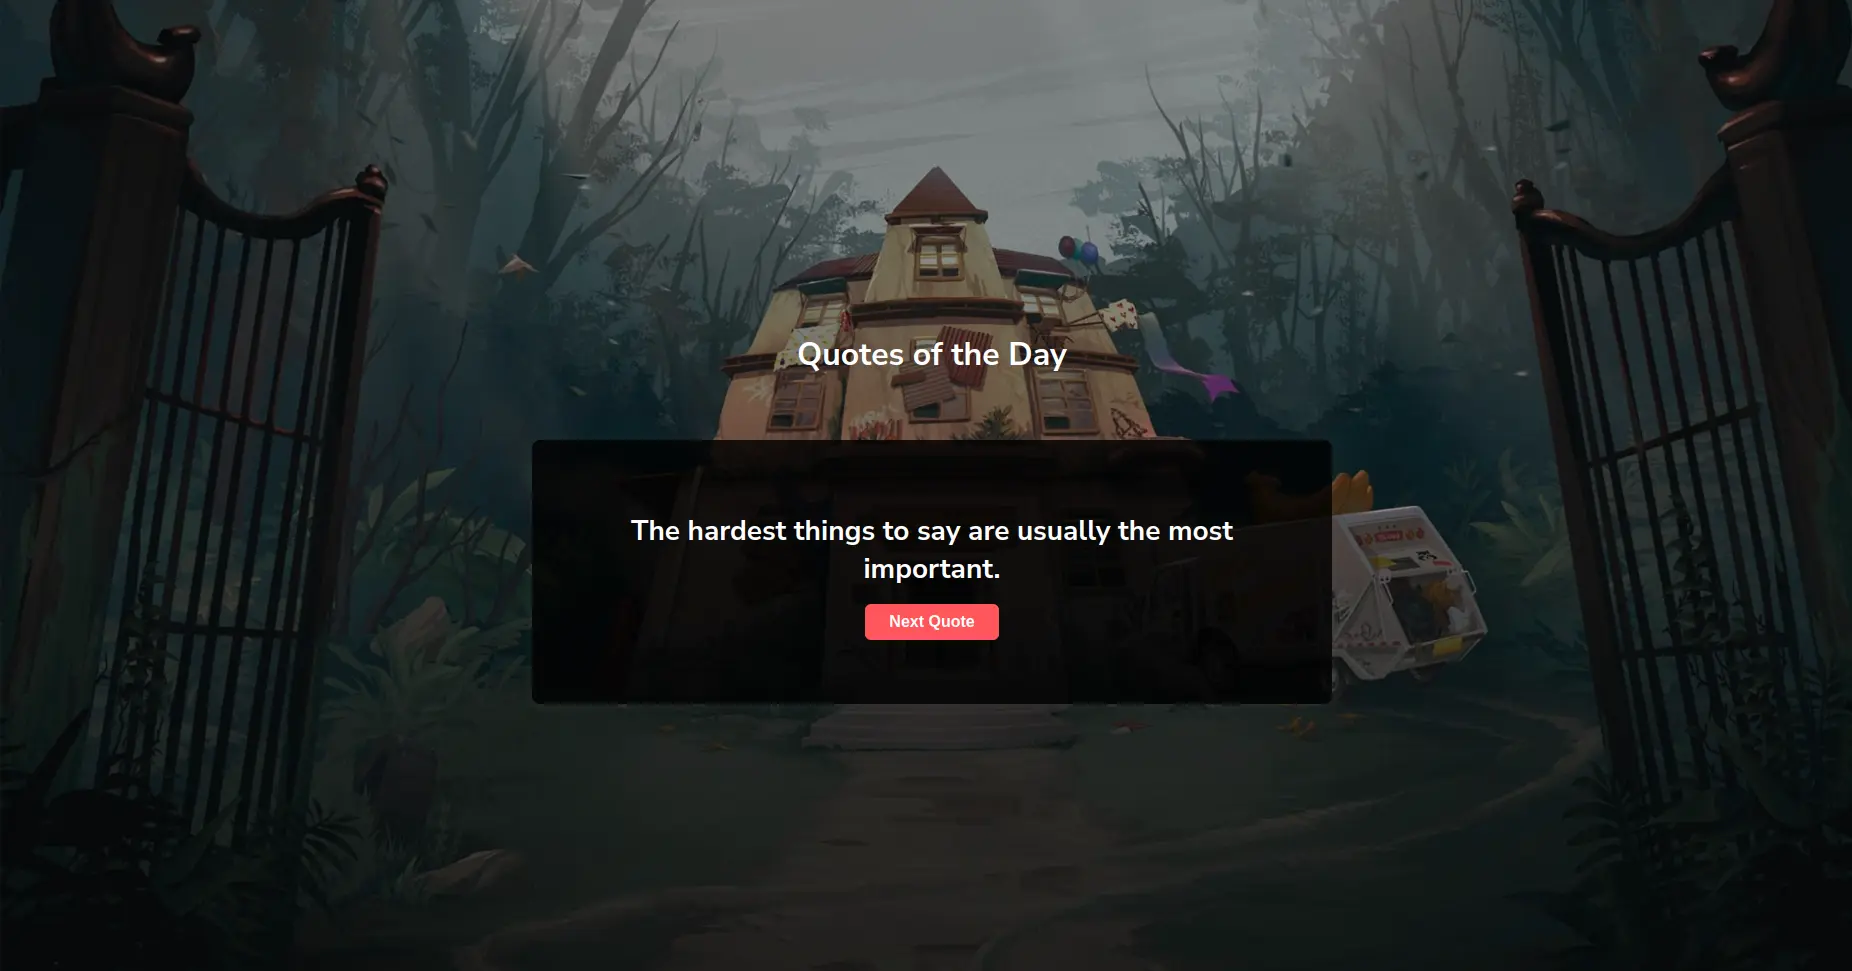 Quotes of the Day
The hardest things to say are usually the most
important.
Next Quote